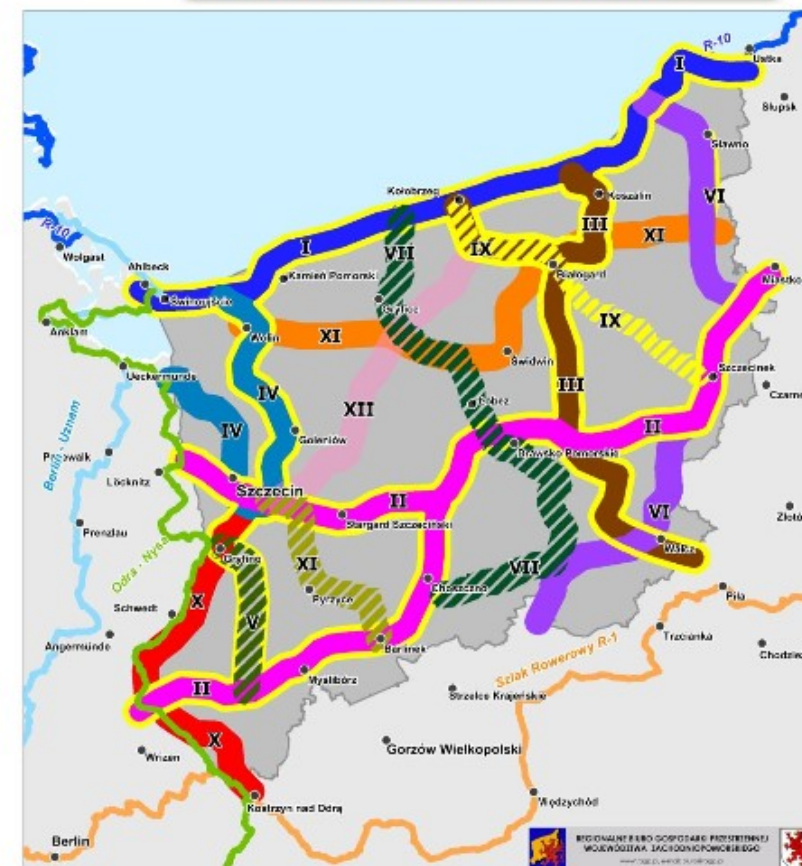 R-10
I
Ustka
Słupsk
Sławno
Kołobrzeg
Koszalin
VI
III
R-10
VII
IX
XI
Wolgast
I
Białogard
Ahlbeck
Kamień Pomorski
Miastko
Świnoujście
Gryfice
Anklam
Wolin
XI
IX
Świdwin
Ueckermünde
Szczecinek
III
Czarne
IV
XII
Łobez
IV
Goleniów
II
Berlin - Uznam
Drawsko Pomorskie
Löcknitz
Szczecin
II
Stargard Szczeciński
VI
Prenzlau
Wałcz
Gryfino
XI
VII
Choszczno
Odra - Nysa
X
V
Pyrzyce
Schwedt
Piła
Angermünde
Barlinek
Trzcianka
Szlak Rowerowy R-1
II
Myślibórz
Strzelce Krajeńskie
X
Gorzów Wielkopolski
Wriezen
Kostrzyn nad Odrą
Międzychód
Berlin
REGIONALNE BIURO GOSPODARKI PRZESTRZENNEJ
WOJEWÓDZTWA ZACHODNIOPOMORSKIEGO